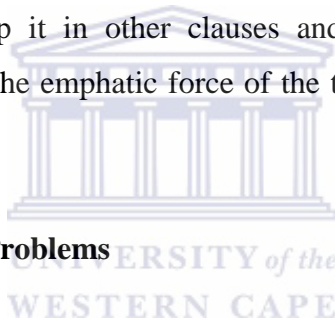 p it in other clauses and
he emphatic force of the t
roblems
UNIVERSITY of the
WESTERN CAPE